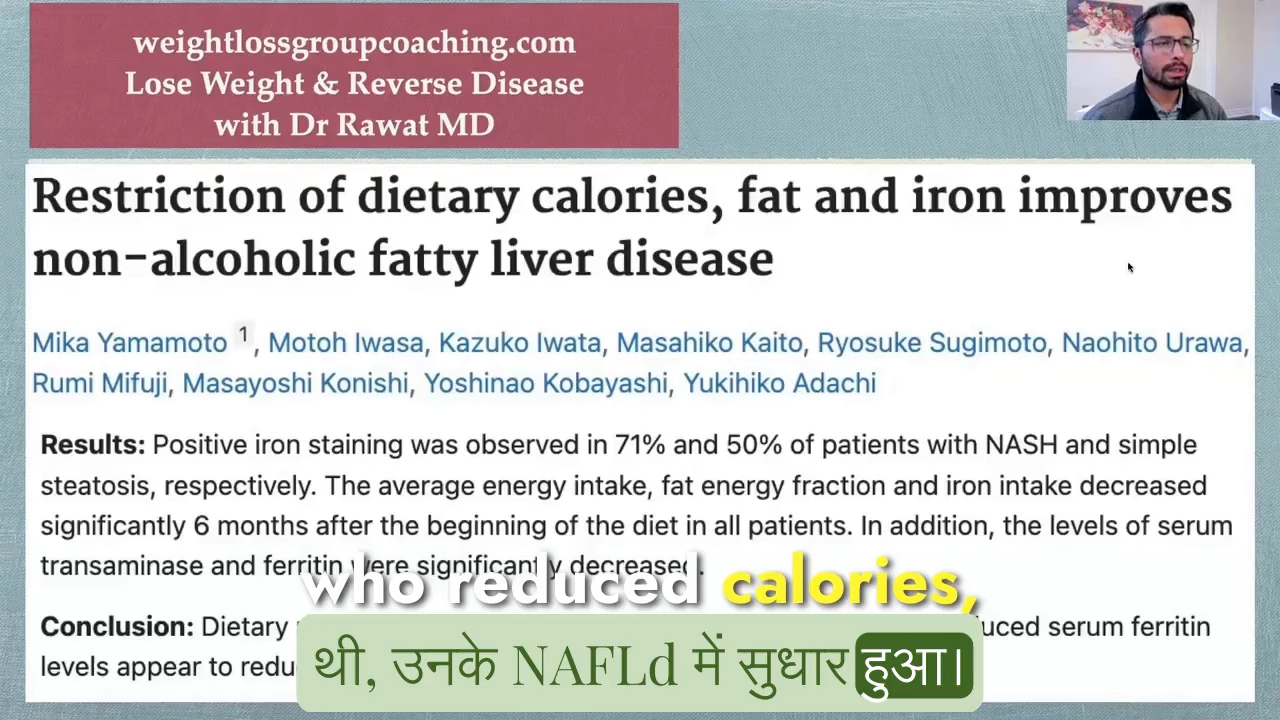 weightlossgroupcoaching.com
Lose Weight & Reverse Disease
with Dr Rawat MD
Restriction of dietary calories, fat and iron improves
non-alcoholic fatty liver disease
Mika Yamamoto 1, Motoh Iwasa, Kazuko Iwata, Masahiko Kaito, Ryosuke Sugimoto, Naohito Urawa,
Rumi Mifuji, Masayoshi Konishi, Yoshinao Kobayashi, Yukihiko Adachi
Results: Positive iron staining was observed in 71% and 50% of patients with NASH and simple
steatosis, respectively. The average energy intake, fat energy fraction and iron intake decreased
significantly 6 months after the beginning of the diet in all patients. In addition, the levels of serum
transaminase and ferritin were significantly decreased.
who reduced calories,
Conclusion: Dietary serum ferritin
थी, उनके NAFLd में सुधार हुआ।
levels appear to